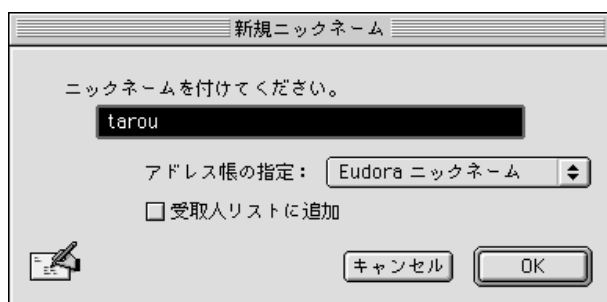 新規ニックネーム
ニックネームを付けてください。
tarou
アドレス帳の指定： Eudora ニックネーム
受取人リストに追加
キャンセル OK